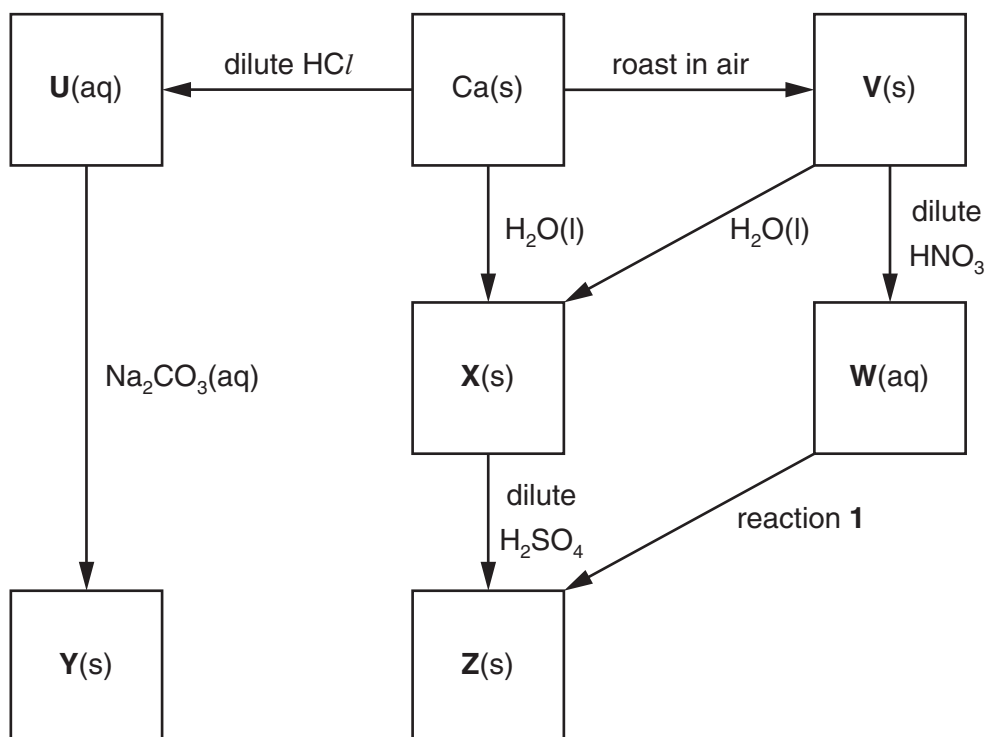 U(aq)
dilute HCl
Ca(s)
roast in air
V(s)
H₂O(l)
H₂O(l)
dilute
HNO₃
Na₂CO₃(aq)
X(s)
W(aq)
dilute
H₂SO₄
reaction 1
Y(s)
Z(s)